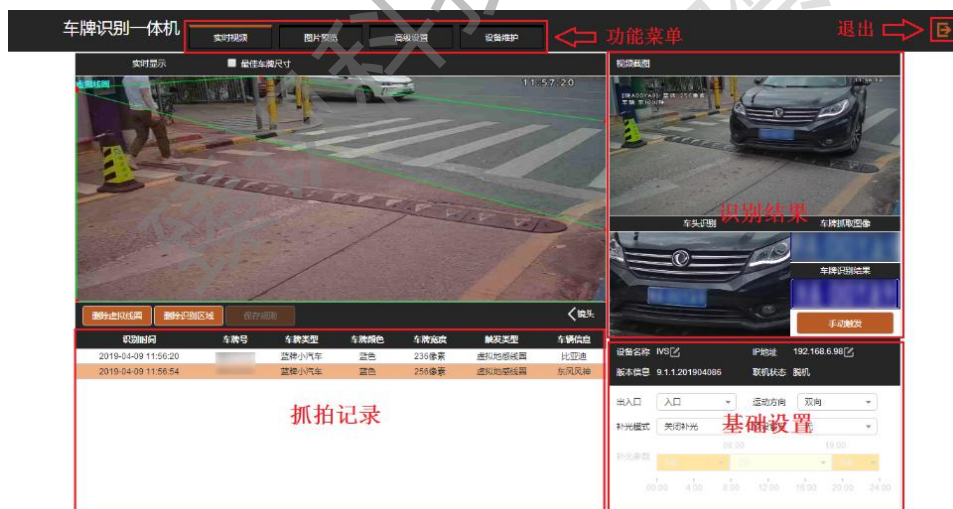 车牌识别一体机
实时视频 图片预览 高级设置 设备维护
功能菜单
退出
实时显示 最佳车牌尺寸
视频截图
11:57:20
识别结果
车头识别 车牌抓取图像
车牌识别结果
手动触发
删除虚拟线圈 删除识别区域 保存规则
镜头
识别时间 车牌号 车牌类型 车牌颜色 车牌宽度 触发类型 车辆信息
2019-04-09 11:56:20 蓝牌小汽车 蓝色 236像素 虚拟地感线圈 比亚迪
2019-04-09 11:56:54 蓝牌小汽车 蓝色 256像素 虚拟地感线圈 东风风神
抓拍记录
设备名称 IVS IP地址 192.168.6.98
版本信息 9.1.1.201904086 联机状态 脱机
出入口 入口 运动方向 双向
补光模式 关闭补光
基础设置
06:00 19:00
补光参数
00:00 4:00 8:00 12:00 16:00 20:00 24:00